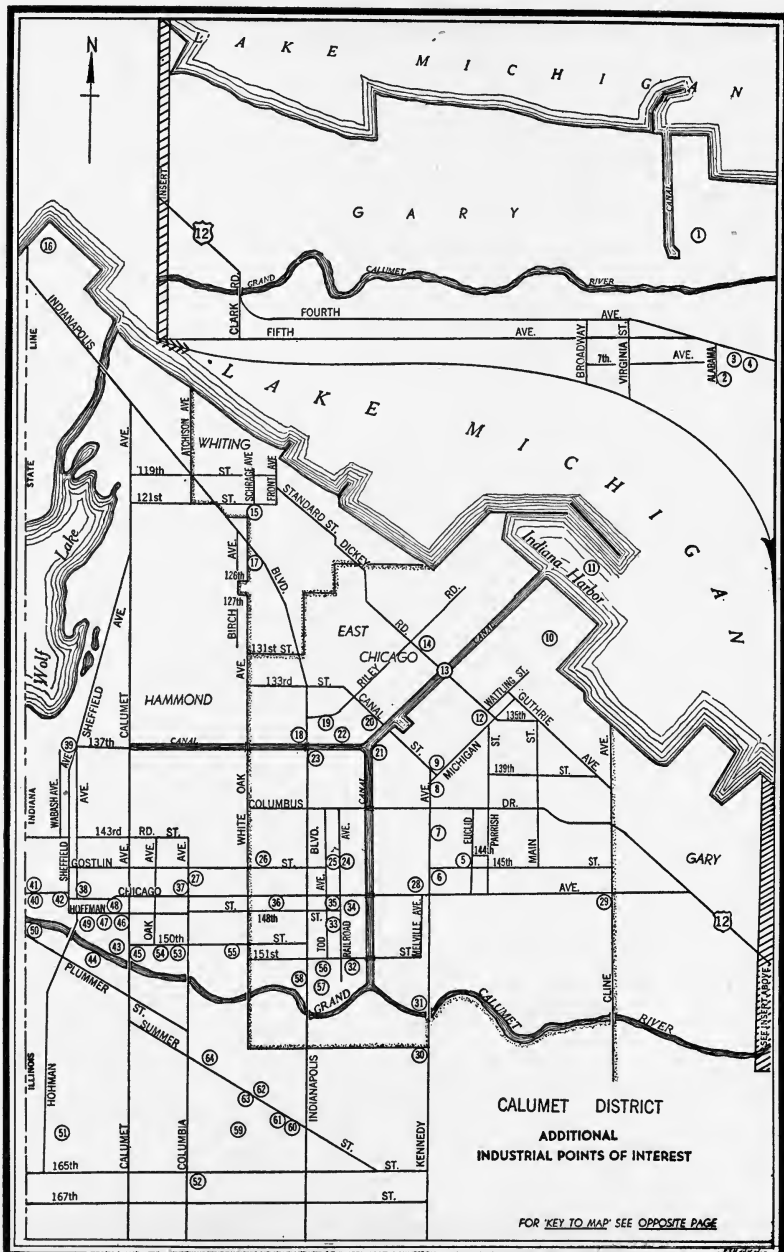 N
L A K E M I C H I G A N
INSERT
12
G A R Y
CANAL
1
GRAND CALUMET RIVER
CLARK RD.
FOURTH AVE.
FIFTH AVE.
BROADWAY
VIRGINIA ST.
7th. AVE.
ALABAMA
3 4
2
16
INDIANAPOLIS
LINE
STATE
L A K E M I C H I G A N
ATCHISON AVE
AVE.
WHITING
119th ST.
121st ST.
SCHRAGE AVE
FRONT AVE
15
STANDARD ST.
DICKEY
Indiana Harbor
11
Wolf Lake
AVE.
17
126th
127th
BIRCH
BLVD.
EAST CHICAGO
RD.
RILEY RD.
CANAL
14
13
10
131st ST.
133rd ST.
SHEFFIELD AVE.
CALUMET
HAMMOND
AVE.
CANAL ST.
19 22 20
18
12
WATTLING ST.
GUTHRIE
135th
ST.
ST.
AVE
AVE.
39 137th
CANAL
23
21
9
8
MICHIGAN
139th ST.
INDIANA
WABASH AVE.
AVE
AVE.
WHITE OAK
COLUMBUS DR.
BLVD.
AVE.
CANAL
AVE
7
EUCLID
PARRISH
MAIN
144th
5 145th ST.
6
143rd RD. ST.
SHEFFIELD
AVE
AVE.
AVE.
GOSTLIN ST.
27
26
25 24
GARY
41
40 42
38
CHICAGO AVE.
37
28
29
12
HOFFMAN 48
ST.
36
148th
ST.
35
34
33
AVE.
49 47 46
OAK
TOD
RAILROAD
MELVILLE AVE.
50
44
43
45
54 53
150th ST.
55
151st ST
56
57
58
32
PLUMMER ST.
GRAND CALUMET RIVER
31
CLINE
SEE INSERT ABOVE
SUMMER
64
62
63
61 60
ST.
30
ILLINOIS
HOHMAN
51
CALUMET
COLUMBIA
59
INDIANAPOLIS
KENNEDY
CALUMET DISTRICT
ADDITIONAL
INDUSTRIAL POINTS OF INTEREST
165th ST.
52
167th ST.
FOR 'KEY TO MAP' SEE OPPOSITE PAGE